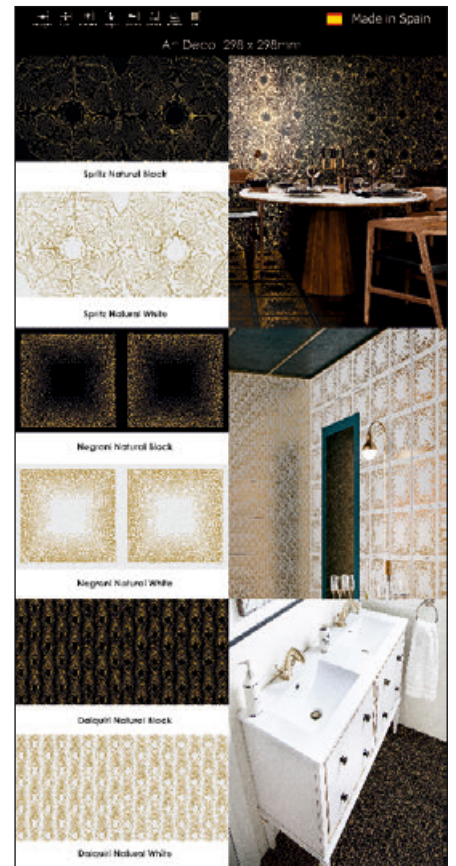 Made in Spain
Art Deco 298 x 298mm
Spritz Natural Black
Spritz Natural White
Negroni Natural Black
Negroni Natural White
Daiquiri Natural Black
Daiquiri Natural White